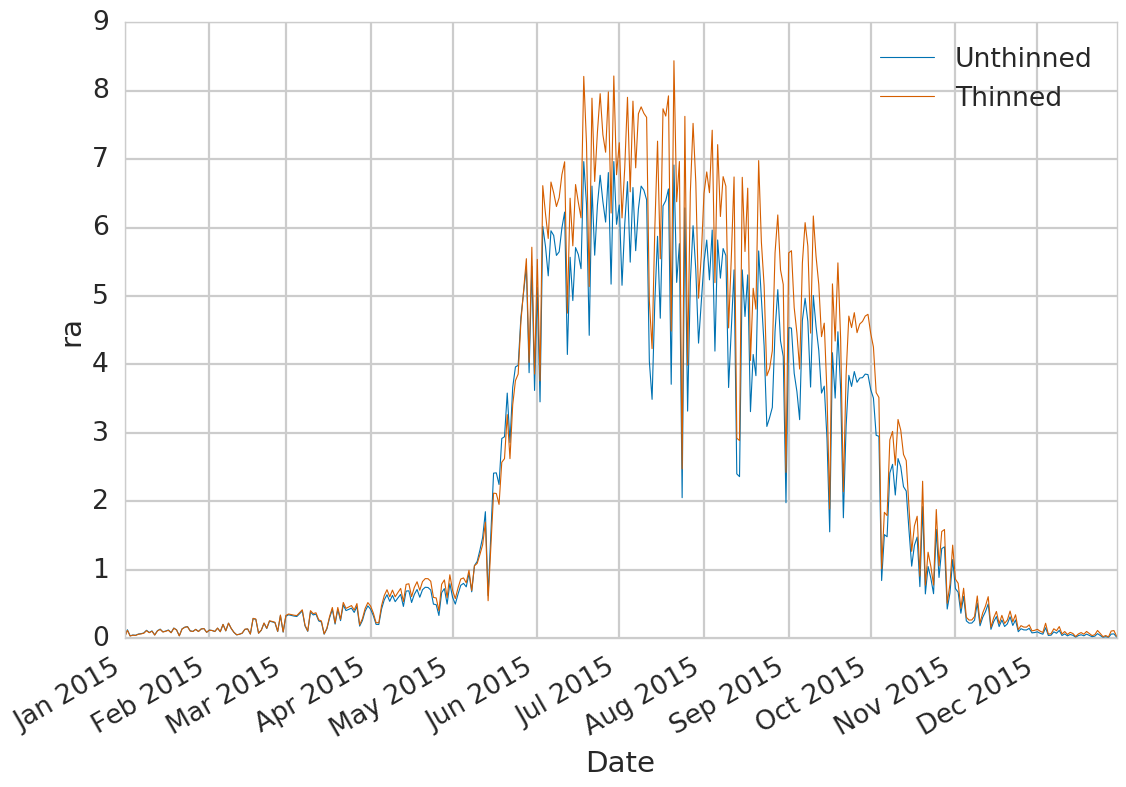 9
8
7
6
5
4
3
2
1
0
ra
Unthinned
Thinned
Jan 2015
Feb 2015
Mar 2015
Apr 2015
May 2015
Jun 2015
Jul 2015
Aug 2015
Sep 2015
Oct 2015
Nov 2015
Dec 2015
Date